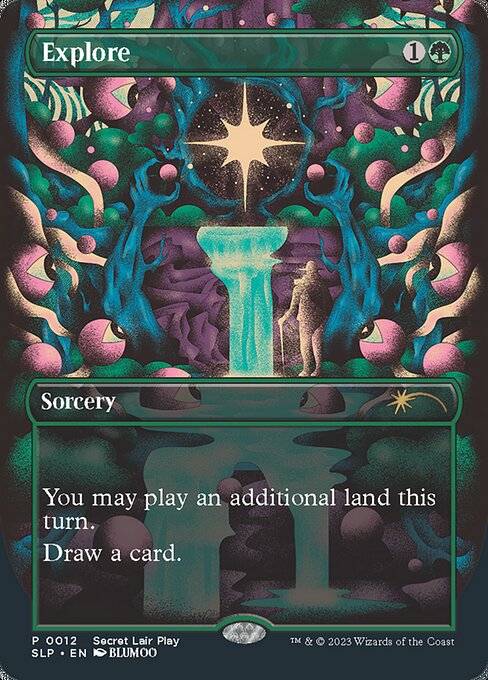 Explore 1
Sorcery
You may play an additional land this
turn.
Draw a card.
P 0012 Secret Lair Play
SLP • EN BLUMOO
™ & © 2023 Wizards of the Coast